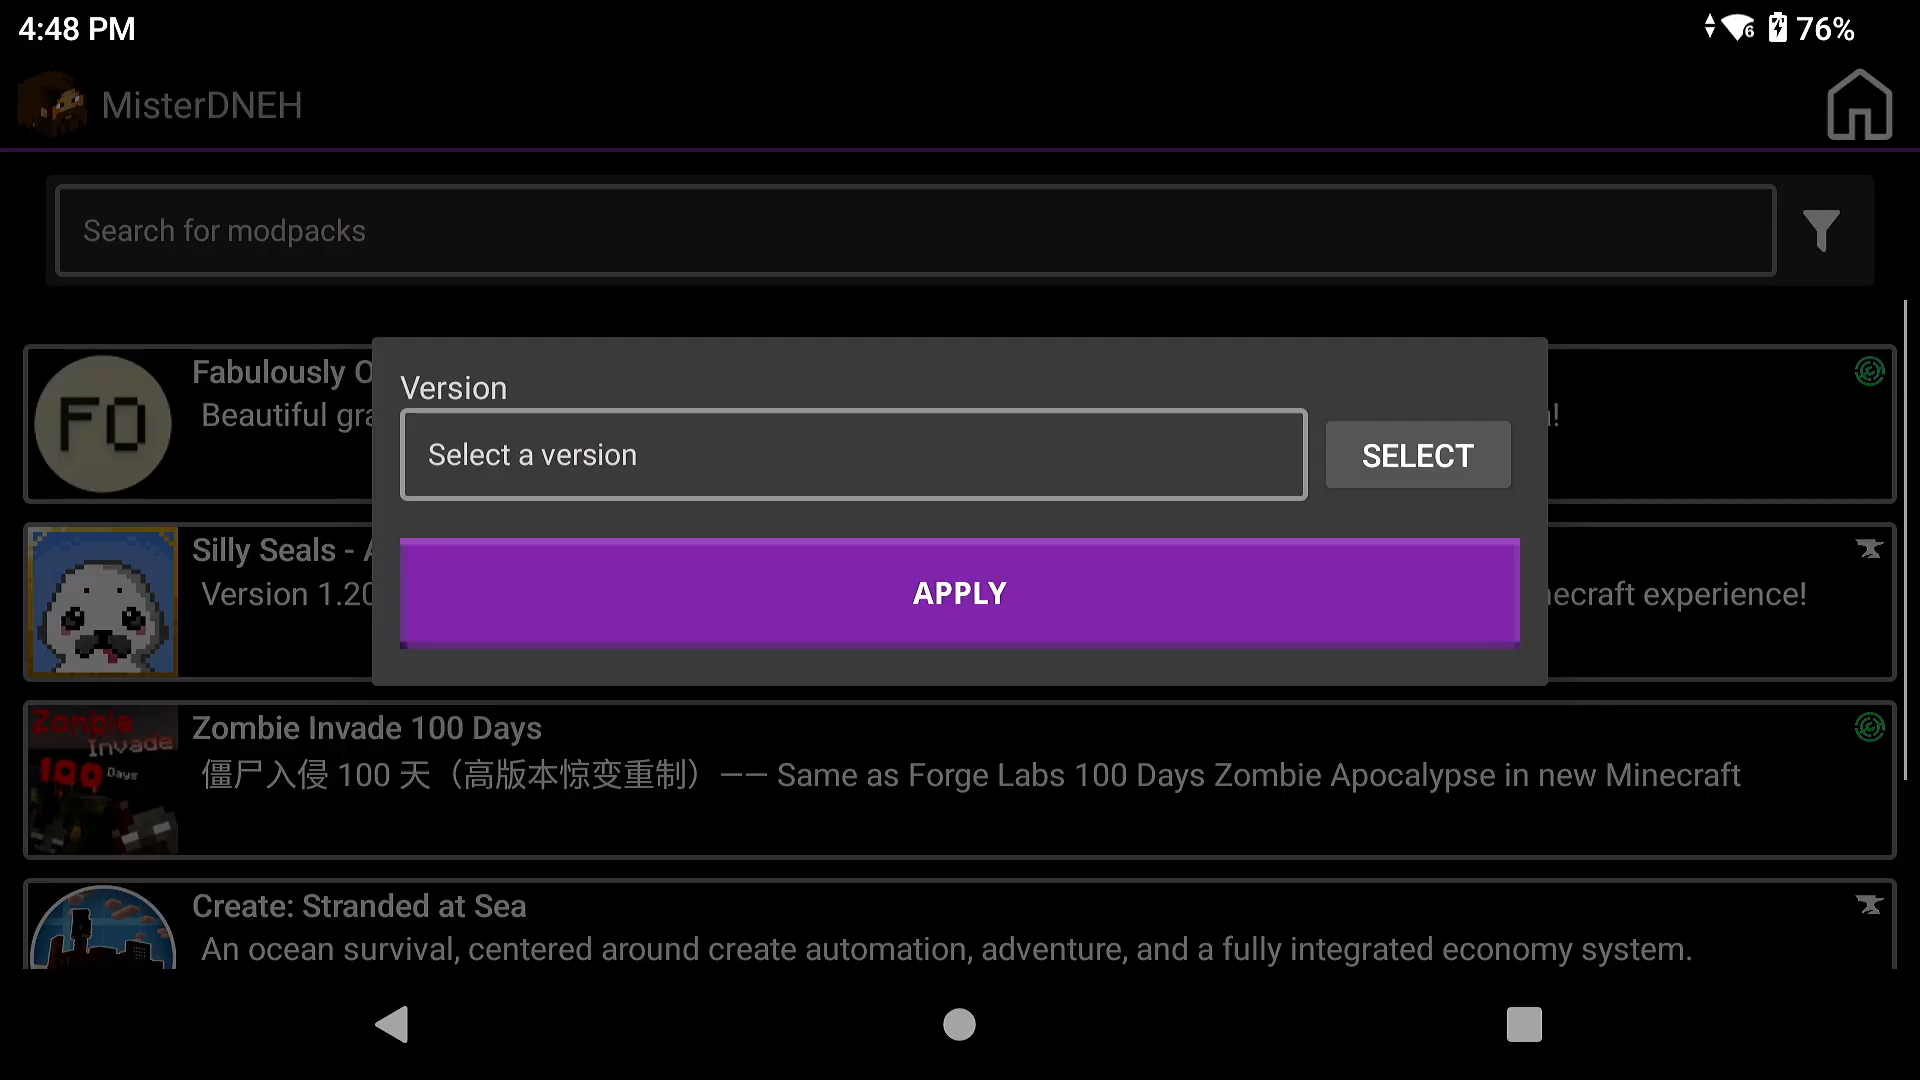 4:48 PM
6
76%
MisterDNEH
Search for modpacks
Fabulously O
Beautiful gra
!
FO
Version
Select a version
SELECT
APPLY
Silly Seals - A
Version 1.20
necraft experience!
Zombie Invade 100 Days
Zombie
Invade
100 Days
僵尸入侵 100 天（高版本惊变重制）—— Same as Forge Labs 100 Days Zombie Apocalypse in new Minecraft
Create: Stranded at Sea
An ocean survival, centered around create automation, adventure, and a fully integrated economy system.